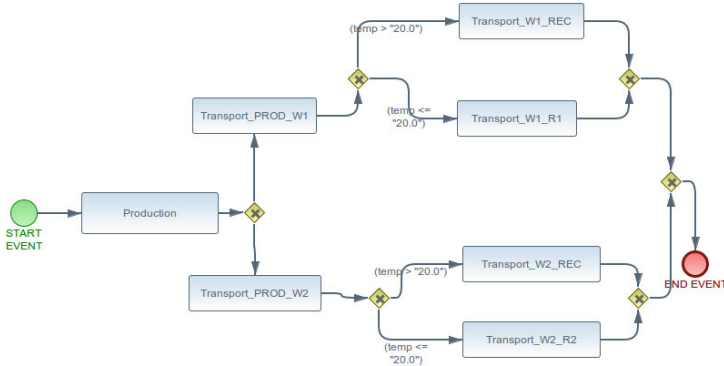 Transport_W1_REC
(temp > "20.0")
Transport_PROD_W1
(temp <=
"20.0")
Transport_W1_R1
Production
START
EVENT
Transport_W2_REC
(temp > "20.0")
END EVENT
Transport_PROD_W2
(temp <=
"20.0")
Transport_W2_R2